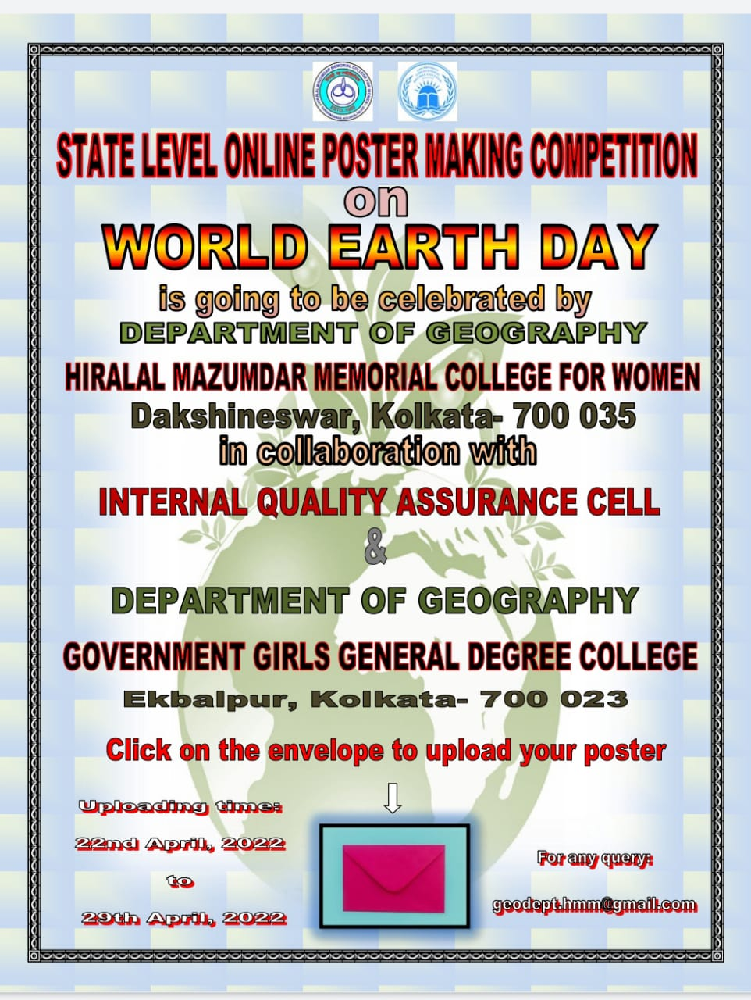 STATE LEVEL ONLINE POSTER MAKING COMPETITION
on
WORLD EARTH DAY
is going to be celebrated by
DEPARTMENT OF GEOGRAPHY
HIRALAL MAZUMDAR MEMORIAL COLLEGE FOR WOMEN
Dakshineswar, Kolkata- 700 035
in collaboration with
INTERNAL QUALITY ASSURANCE CELL
&
DEPARTMENT OF GEOGRAPHY
GOVERNMENT GIRLS GENERAL DEGREE COLLEGE
Ekbalpur, Kolkata- 700 023
Click on the envelope to upload your poster
Uploading time:
22nd April, 2022
to
29th April, 2022
For any query:
geodept.hmm@gmail.com